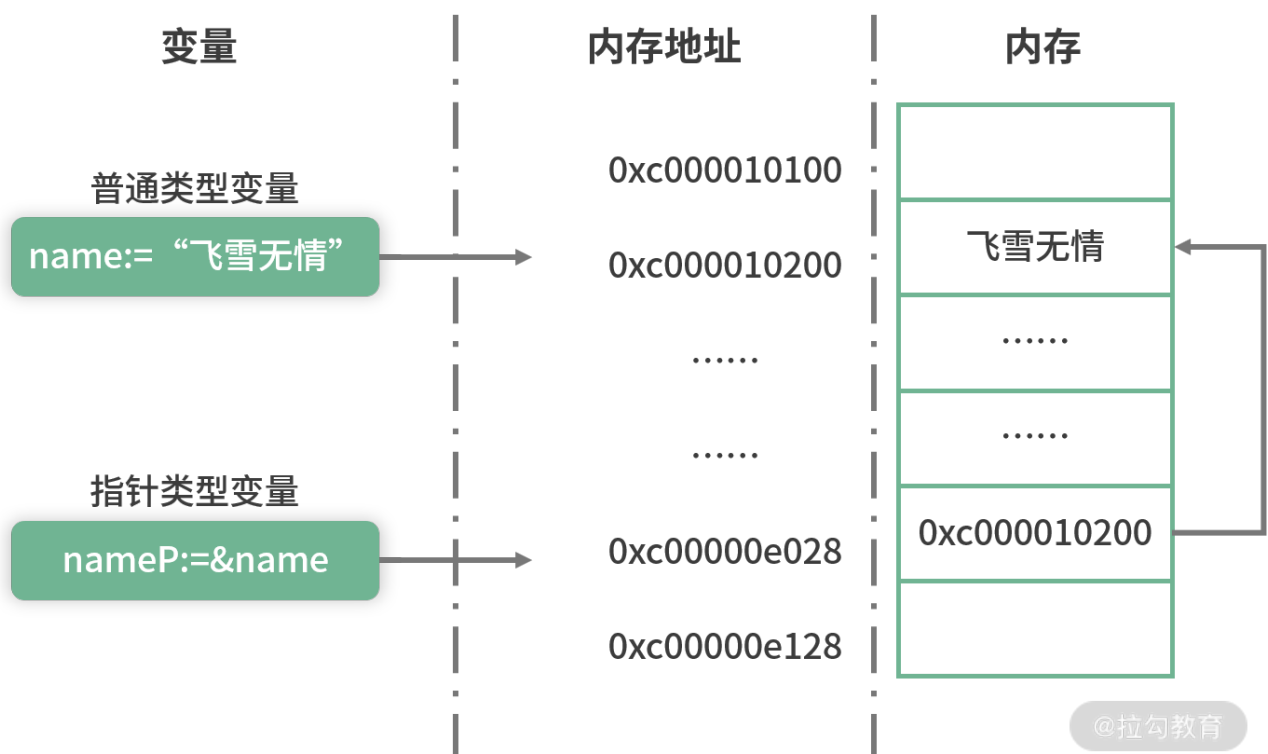 变量
内存地址
内存
普通类型变量
name:=“飞雪无情”
0xc000010100
0xc000010200
飞雪无情
……
……
……
……
指针类型变量
nameP:=&name
0xc00000e028
0xc000010200
0xc00000e128
@拉勾教育